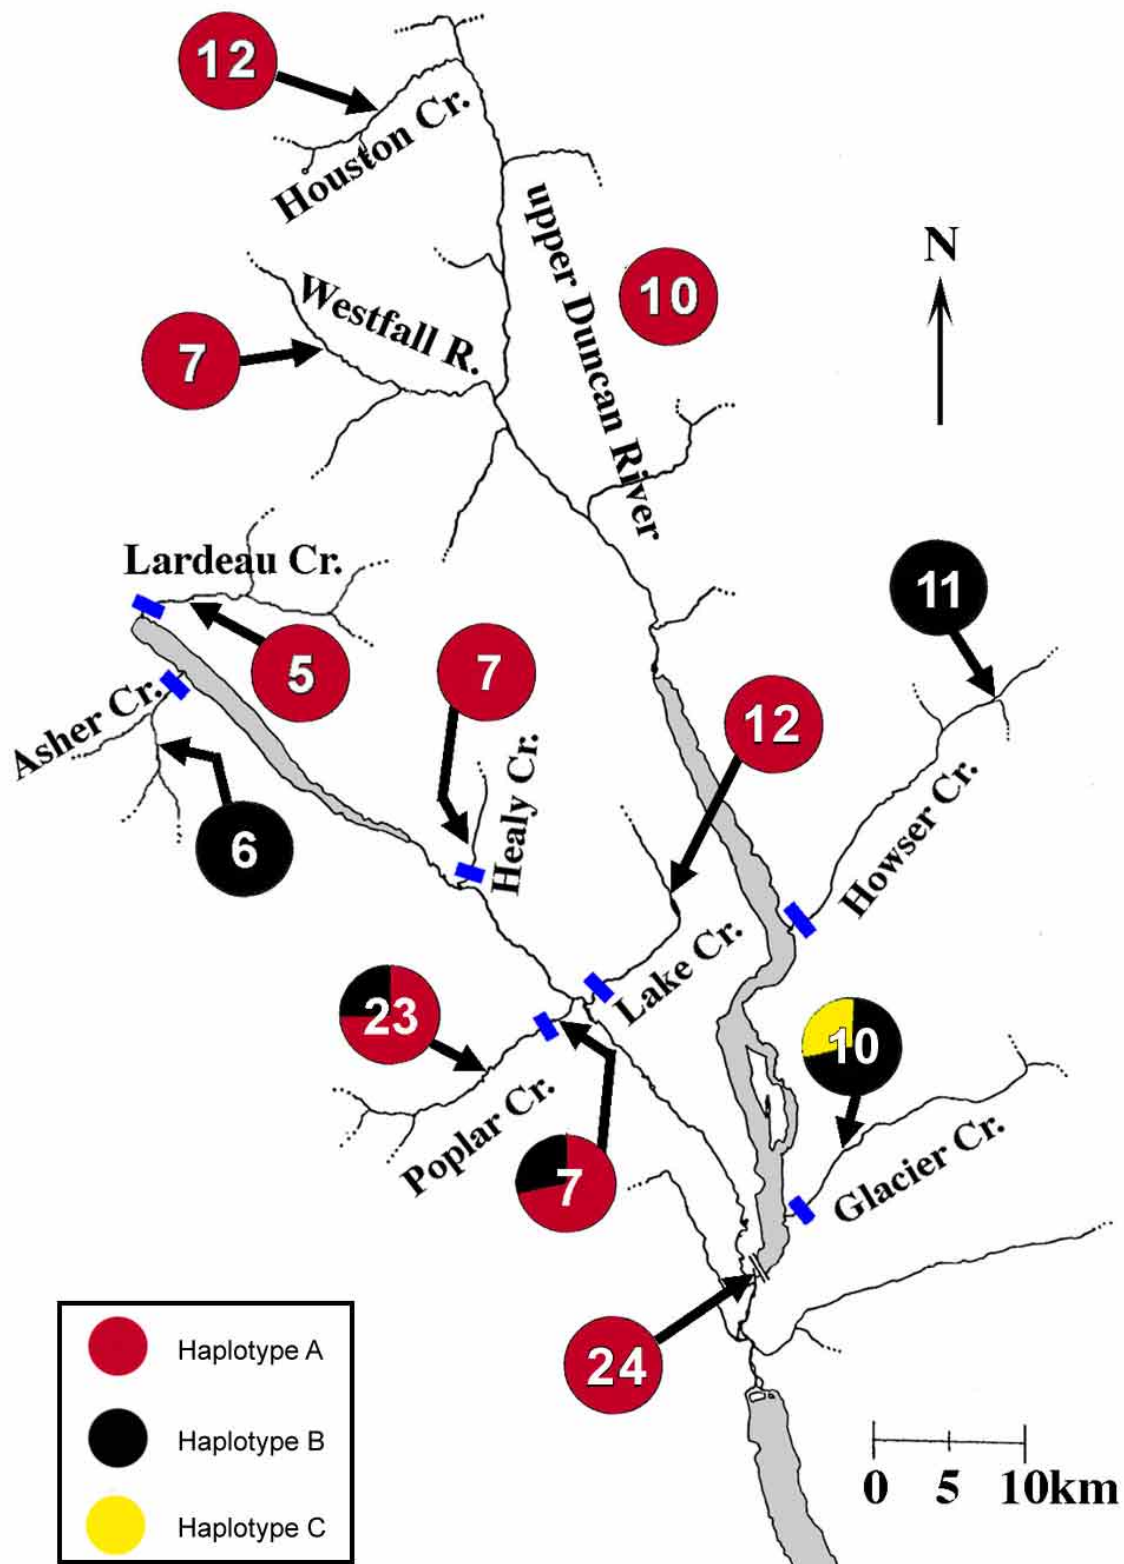 12
Houston Cr.
upper Duncan River
10
N
Westfall R.
7
Lardeau Cr.
11
5
7
12
Asher Cr.
6
Healy Cr.
Howser Cr.
Lake Cr.
23
10
Poplar Cr.
7
Glacier Cr.
24
Haplotype A
Haplotype B
Haplotype C
0 5 10km